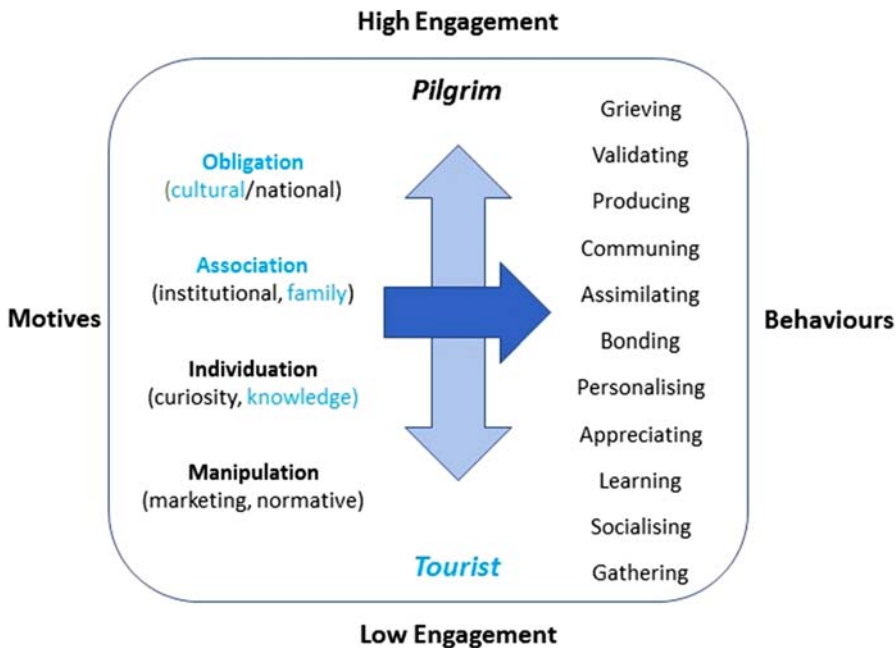 High Engagement
Pilgrim
Obligation
(cultural/national)
Association
(institutional, family)
Individuation
(curiosity, knowledge)
Manipulation
(marketing, normative)
Motives
Grieving
Validating
Producing
Communing
Assimilating
Bonding
Personalising
Appreciating
Learning
Socialising
Gathering
Behaviours
Tourist
Low Engagement